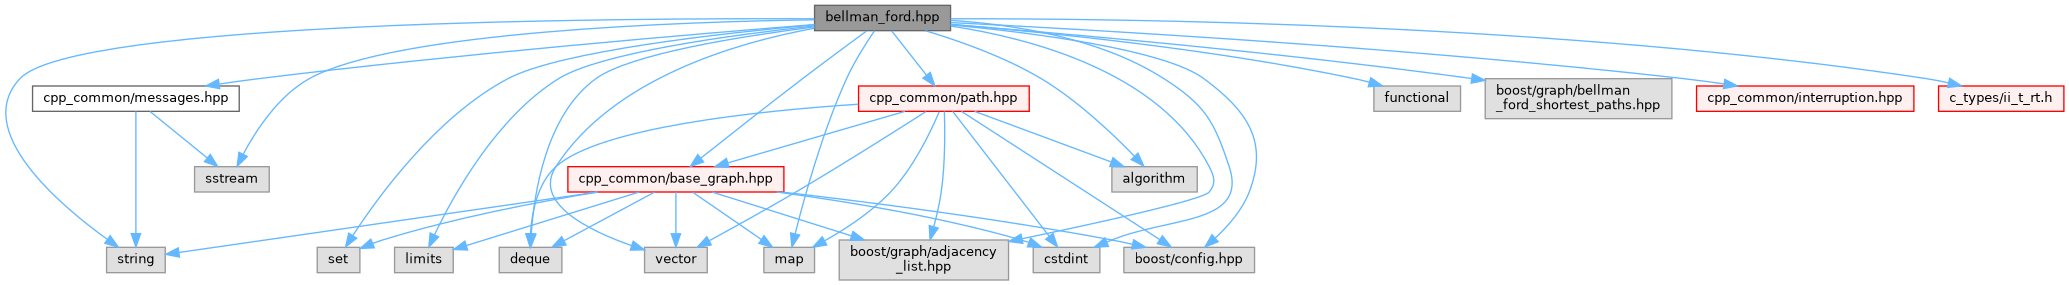 bellman_ford.hpp
cpp_common/messages.hpp
cpp_common/path.hpp
functional
boost/graph/bellman
_ford_shortest_paths.hpp
cpp_common/interruption.hpp
c_types/ii_t_rt.h
sstream
cpp_common/base_graph.hpp
algorithm
string
set
limits
deque
vector
map
boost/graph/adjacency
_list.hpp
cstdint
boost/config.hpp